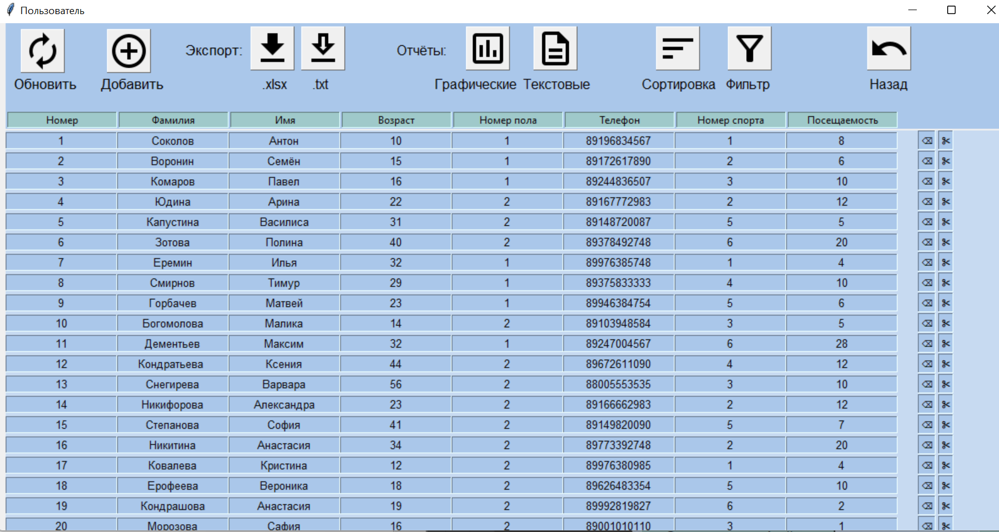 Пользователь
Экспорт: Отчёты:
Обновить Добавить .xlsx .txt Графические Текстовые Сортировка Фильтр Назад
Номер Фамилия Имя Возраст Номер пола Телефон Номер спорта Посещаемость
1 Соколов Антон 10 1 89196834567 1 8
2 Воронин Семён 15 1 89172617890 2 6
3 Комаров Павел 16 1 89244836507 3 10
4 Юдина Арина 22 2 89167772983 2 12
5 Капустина Василиса 31 2 89148720087 5 5
6 Зотова Полина 40 2 89378492748 6 20
7 Еремин Илья 32 1 89976385748 1 4
8 Смирнов Тимур 29 1 89375833333 4 10
9 Горбачев Матвей 23 1 89946384754 5 6
10 Богомолова Малика 14 2 89103948584 3 5
11 Дементьев Максим 32 1 89247004567 6 28
12 Кондратьева Ксения 44 2 89672611090 4 12
13 Снегирева Варвара 56 2 88005553535 3 10
14 Никифорова Александра 23 2 89166662983 2 12
15 Степанова София 41 2 89149820090 5 7
16 Никитина Анастасия 34 2 89773392748 2 20
17 Ковалева Кристина 12 2 89976380985 1 4
18 Ерофеева Вероника 18 2 89626483354 5 10
19 Кондрашова Анастасия 19 2 89992819827 6 2
20 Морозова Сафия 16 2 89001010110 3 1